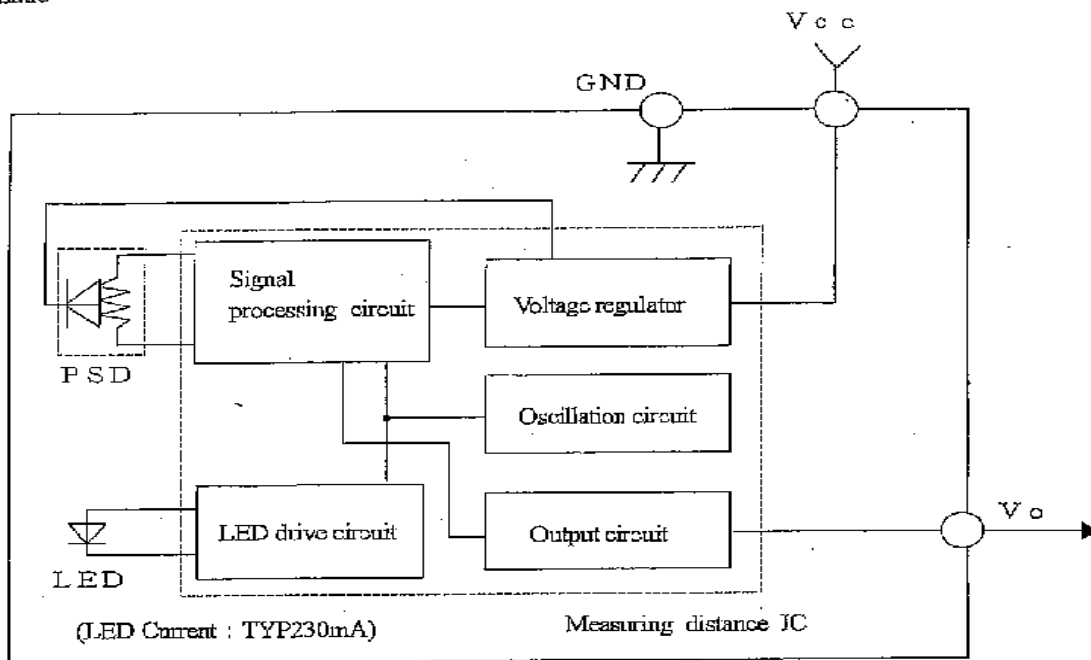 Vcc
GND
Signal
processing circuit
Voltage regulator
PSD
Oscillation circuit
LED drive circuit
Output circuit
Vo
LED
(LED Current : TYP230mA)
Measuring distance IC